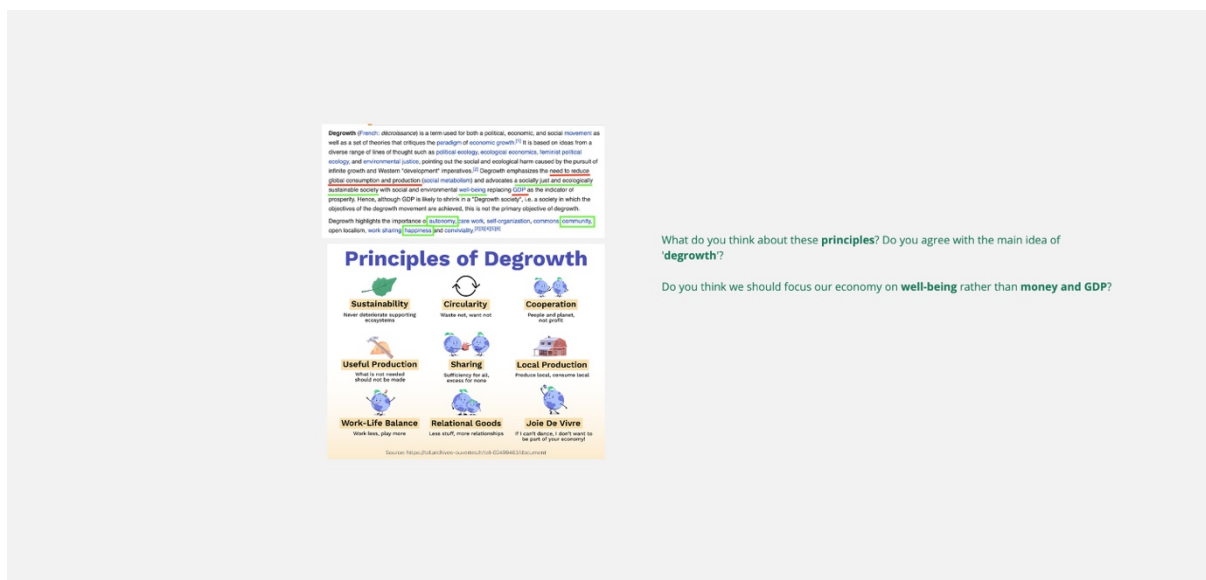 Degrowth (French: décroissance) is a term used for both a political, economic, and social movement as
well as a set of theories that critiques the paradigm of economic growth.[1] It is based on ideas from a
diverse range of lines of thought such as political ecology, ecological economics, feminist political
ecology, and environmental justice, pointing out the social and ecological harm caused by the pursuit of
infinite growth and Western "development" imperatives.[2] Degrowth emphasizes the need to reduce
global consumption and production (social metabolism) and advocates a socially just and ecologically
sustainable society with social and environmental well-being replacing GDP as the indicator of
prosperity. Hence, although GDP is likely to shrink in a "Degrowth society", i.e. a society in which the
objectives of the degrowth movement are achieved, this is not the primary objective of degrowth.
Degrowth highlights the importance of autonomy, care work, self-organization, commons, community,
open localism, work sharing, happiness and conviviality.
Principles of Degrowth
Sustainability
Never deteriorate supporting
ecosystems
Circularity
Waste not, want not
Cooperation
People and planet,
not profit
Useful Production
What is not needed
should not be made
Sharing
Sufficiency for all,
excess for none
Local Production
Produce local, consume local
Work-Life Balance
Work less, play more
Relational Goods
Less stuff, more relationships
Joie De Vivre
If I can't dance, I don't want to
be part of your economy!
What do you think about these principles? Do you agree with the main idea of
'degrowth'?
Do you think we should focus our economy on well-being rather than money and GDP?